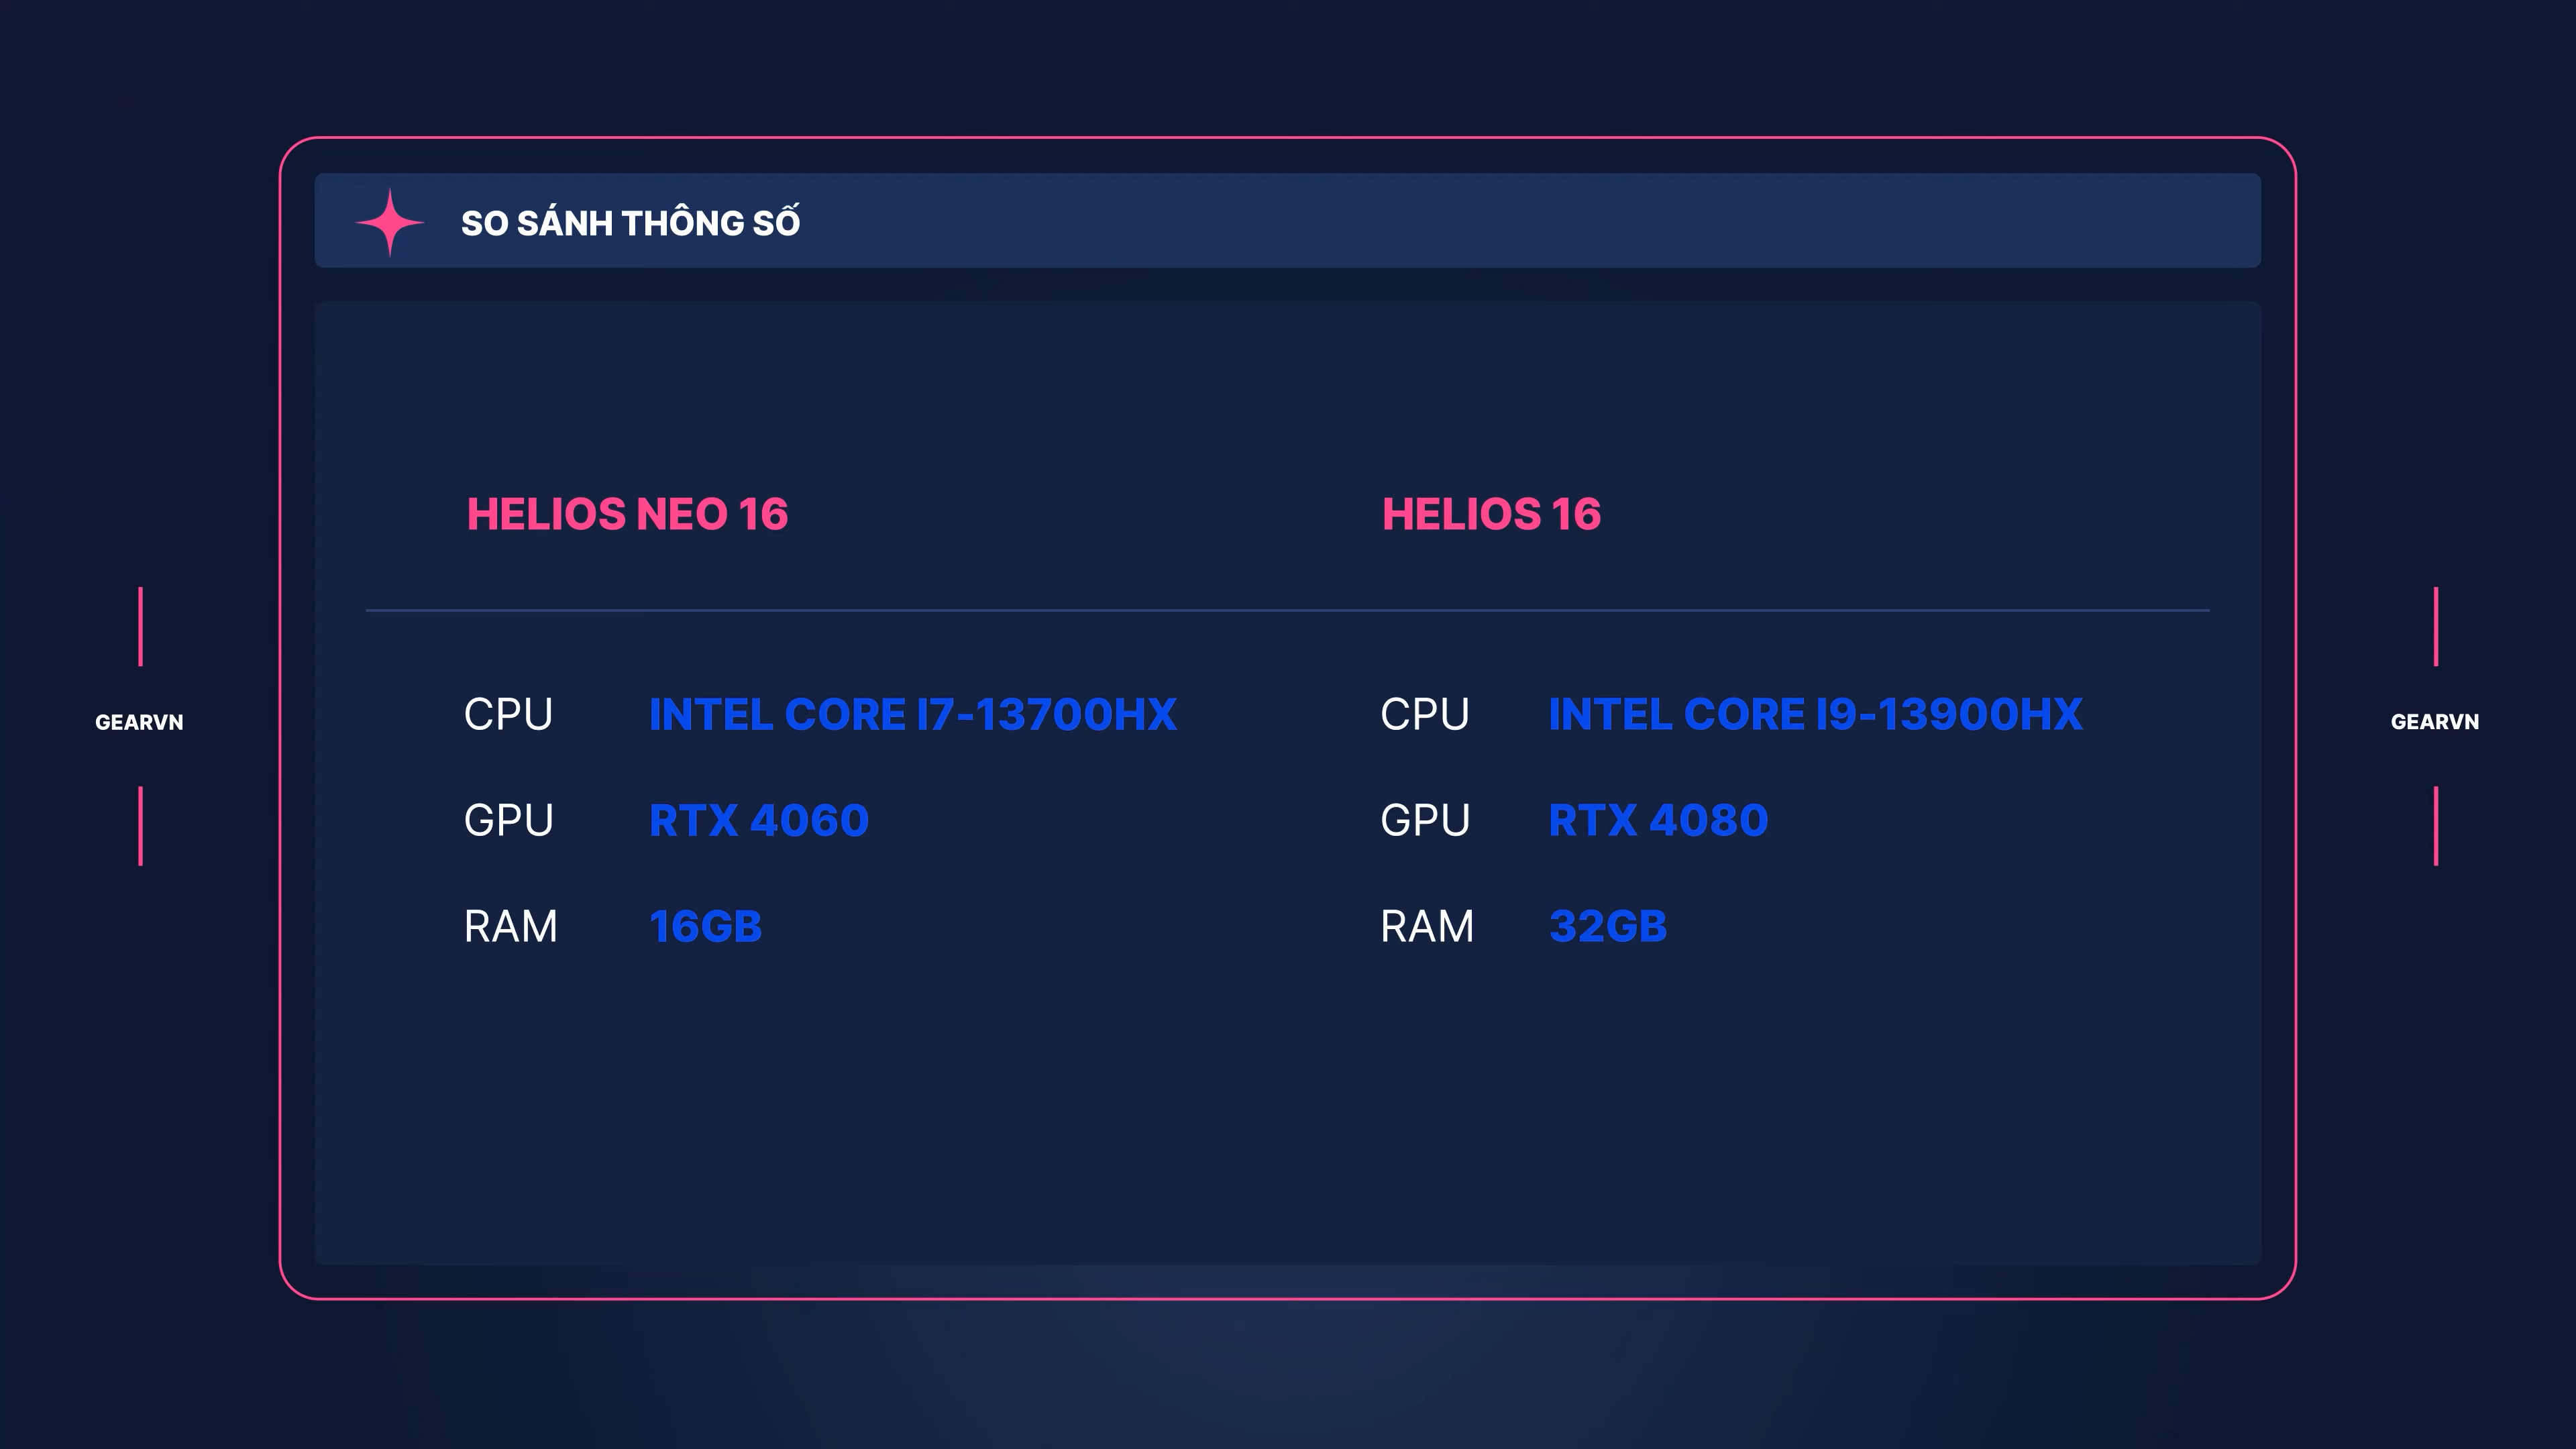 SO SÁNH THÔNG SỐ
HELIOS NEO 16
CPU INTEL CORE I7-13700HX
GPU RTX 4060
RAM 16GB
HELIOS 16
CPU INTEL CORE I9-13900HX
GPU RTX 4080
RAM 32GB
GEARVN
GEARVN